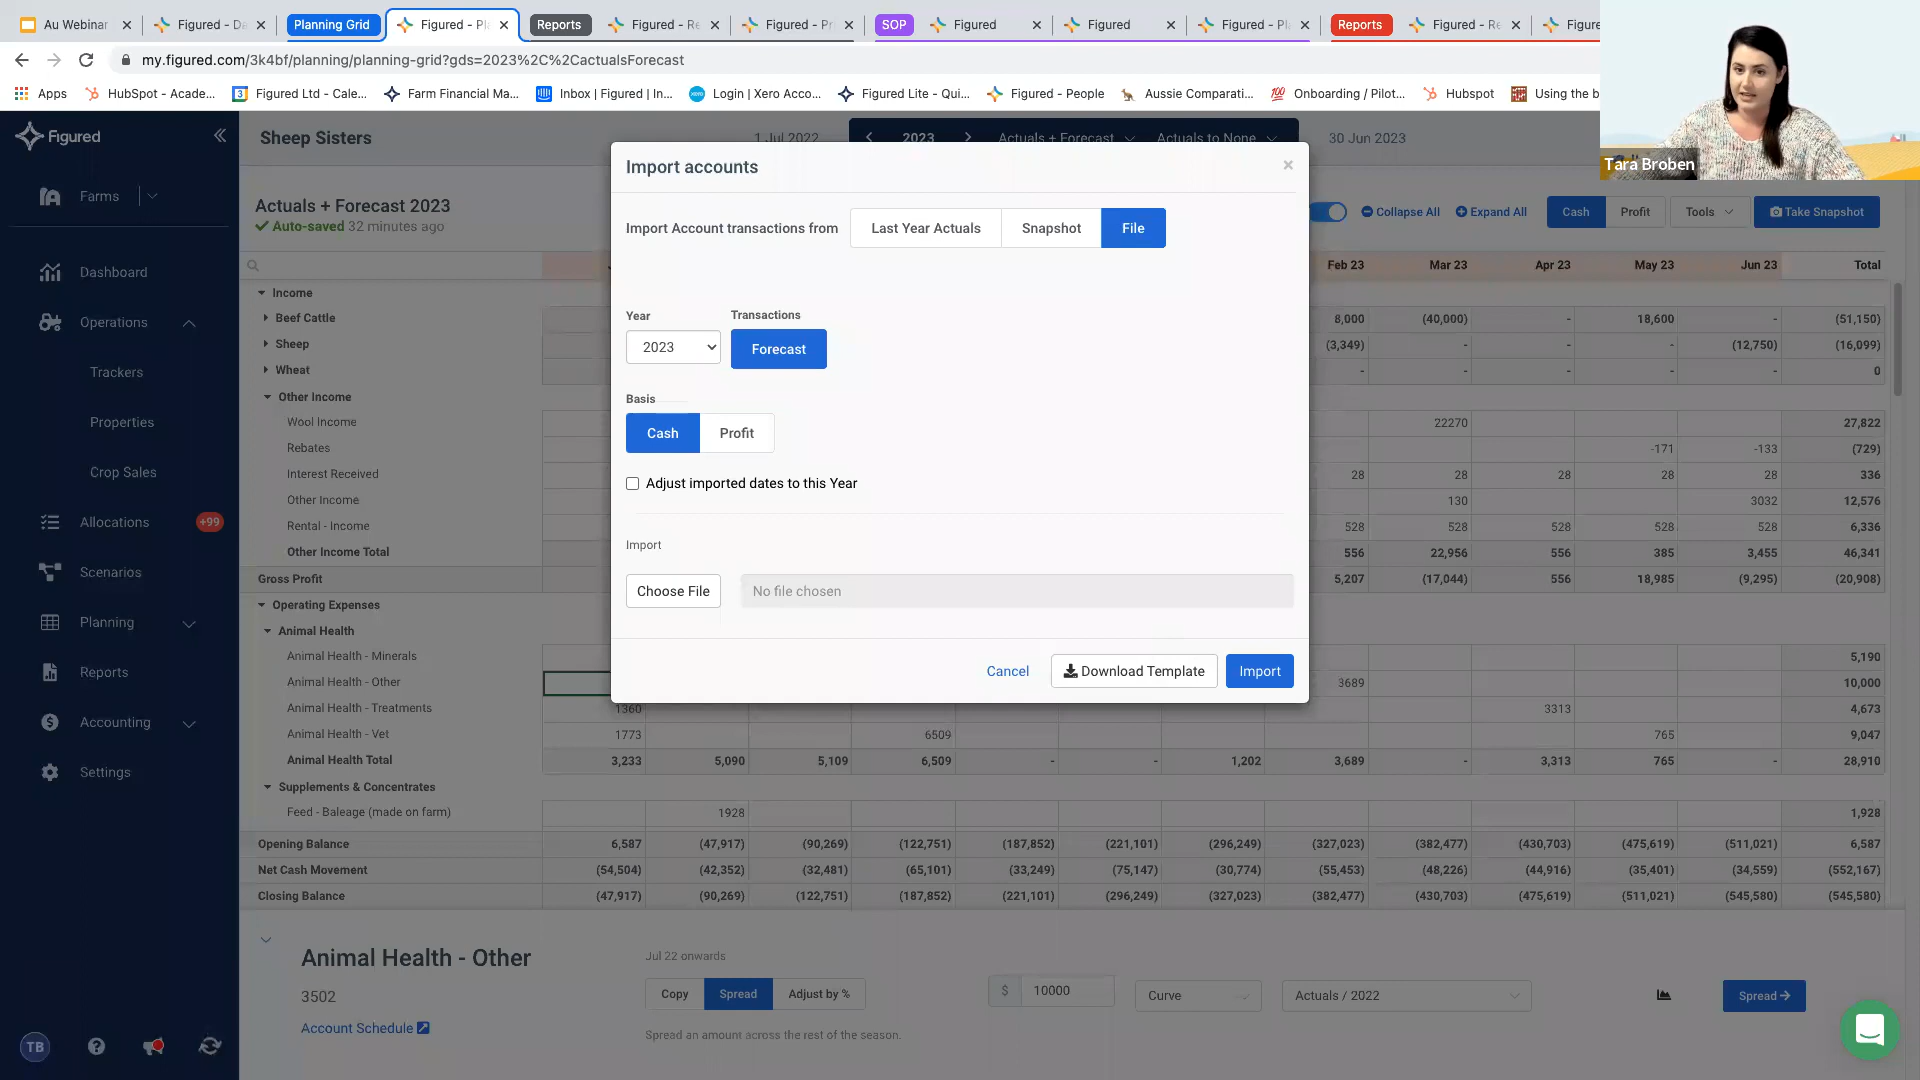 Au Webinar
Figured - Da
Planning Grid
Figured - Pl
Reports
Figured - Re
Figured - Pri
SOP
Figured
Figured
Figured - Pla
Reports
Figured - Re
Figure
my.figured.com/3k4bf/planning/planning-grid?gds=2023%2C%2CactualsForecast
Apps
HubSpot - Acade...
Figured Ltd - Cale...
Farm Financial Ma...
Inbox | Figured | In...
Login | Xero Acco...
Figured Lite - Qui...
Figured - People
Aussie Comparati...
Onboarding / Pilot...
Hubspot
Using the b
Tara Broben
Figured
Sheep Sisters
1 Jul 2022
2023
Actuals + Forecast
Actuals to None
30 Jun 2023
Farms
Dashboard
Operations
Trackers
Properties
Crop Sales
Allocations +99
Scenarios
Planning
Reports
Accounting
Settings
TB
Actuals + Forecast 2023
Auto-saved 32 minutes ago
Collapse All
Expand All
Cash
Profit
Tools
Take Snapshot
Feb 23 Mar 23 Apr 23 May 23 Jun 23 Total
Income
Beef Cattle 8,000 (40,000) - 18,600 - (51,150)
Sheep (3,349) - - - (12,750) (16,099)
Wheat - - - - - 0
Other Income
Wool Income 22270 27,822
Rebates -171 -133 (729)
Interest Received 28 28 28 28 28 336
Other Income 130 3032 12,576
Rental - Income 528 528 528 528 528 6,336
Other Income Total 556 22,956 556 385 3,455 46,341
Gross Profit 5,207 (17,044) 556 18,985 (9,295) (20,908)
Operating Expenses
Animal Health
Animal Health - Minerals 5,190
Animal Health - Other 3689 10,000
Animal Health - Treatments 1360 3313 4,673
Animal Health - Vet 1773 6509 765 9,047
Animal Health Total 3,233 5,090 5,109 6,509 - - 1,202 3,689 - 3,313 765 - 28,910
Supplements & Concentrates
Feed - Baleage (made on farm) 1928 1,928
Opening Balance 6,587 (47,917) (90,269) (122,751) (187,852) (221,101) (296,249) (327,023) (382,477) (430,703) (475,619) (511,021) 6,587
Net Cash Movement (54,504) (42,352) (32,481) (65,101) (33,249) (75,147) (30,774) (55,453) (48,226) (44,916) (35,401) (34,559) (552,167)
Closing Balance (47,917) (90,269) (122,751) (187,852) (221,101) (296,249) (327,023) (382,477) (430,703) (475,619) (511,021) (545,580) (545,580)
Import accounts
Import Account transactions from
Last Year Actuals
Snapshot
File
Year
Transactions
2023
Forecast
Basis
Cash
Profit
Adjust imported dates to this Year
Import
Choose File
No file chosen
Cancel
Download Template
Import
Animal Health - Other
3502
Account Schedule
Jul 22 onwards
Copy
Spread
Adjust by %
Spread an amount across the rest of the season.
$ 10000
Curve
Actuals / 2022
Spread